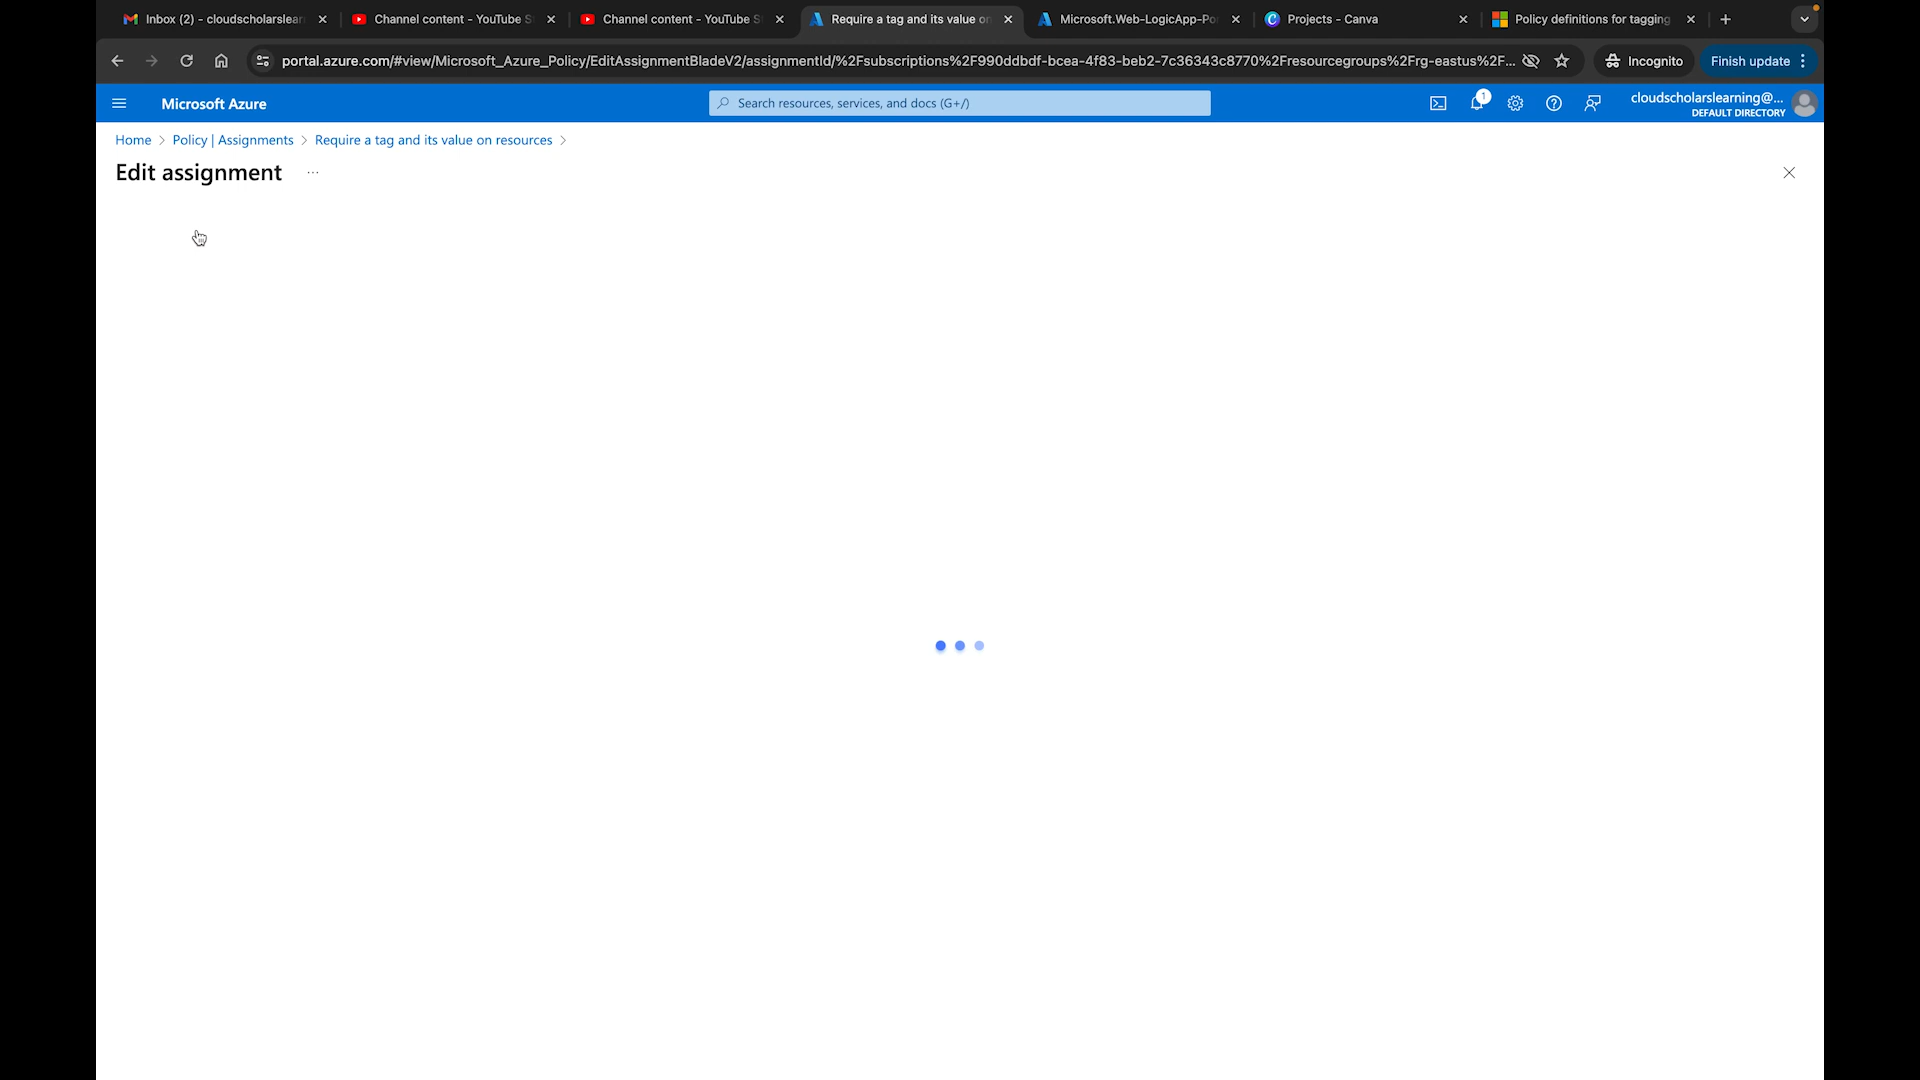 Inbox (2) - cloudscholarslear
Channel content - YouTube S
Channel content - YouTube S
Require a tag and its value on
Microsoft.Web-LogicApp-Po
Projects - Canva
Policy definitions for tagging
portal.azure.com/#view/Microsoft_Azure_Policy/EditAssignmentBladeV2/assignmentId/%2Fsubscriptions%2F990ddbdf-bcea-4f83-beb2-7c36343c8770%2Fresourcegroups%2Frg-eastus%2F...
Incognito
Finish update
Microsoft Azure
Search resources, services, and docs (G+/)
1
cloudscholarslearning@...
DEFAULT DIRECTORY
Home > Policy | Assignments > Require a tag and its value on resources >
Edit assignment ...